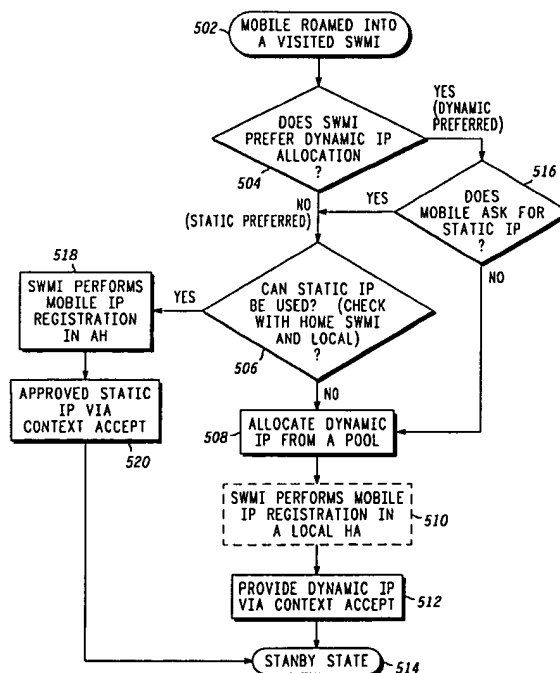 502
MOBILE ROAMED INTO
A VISITED SWMI
DOES SWMI
PREFER DYNAMIC IP
ALLOCATION
?
504
YES
(DYNAMIC
PREFERRED)
516
DOES
MOBILE ASK FOR
STATIC IP
?
YES
NO
NO
(STATIC PREFERRED)
518
SWMI PERFORMS
MOBILE IP
REGISTRATION
IN AH
YES
CAN STATIC IP
BE USED? (CHECK
WITH HOME SWMI
AND LOCAL)
?
506
NO
APPROVED STATIC
IP VIA
CONTEXT ACCEPT
520
508
ALLOCATE DYNAMIC
IP FROM A POOL
SWMI PERFORMS MOBILE
IP REGISTRATION IN
A LOCAL HA
510
PROVIDE DYNAMIC IP
VIA CONTEXT ACCEPT
512
STANBY STATE
514